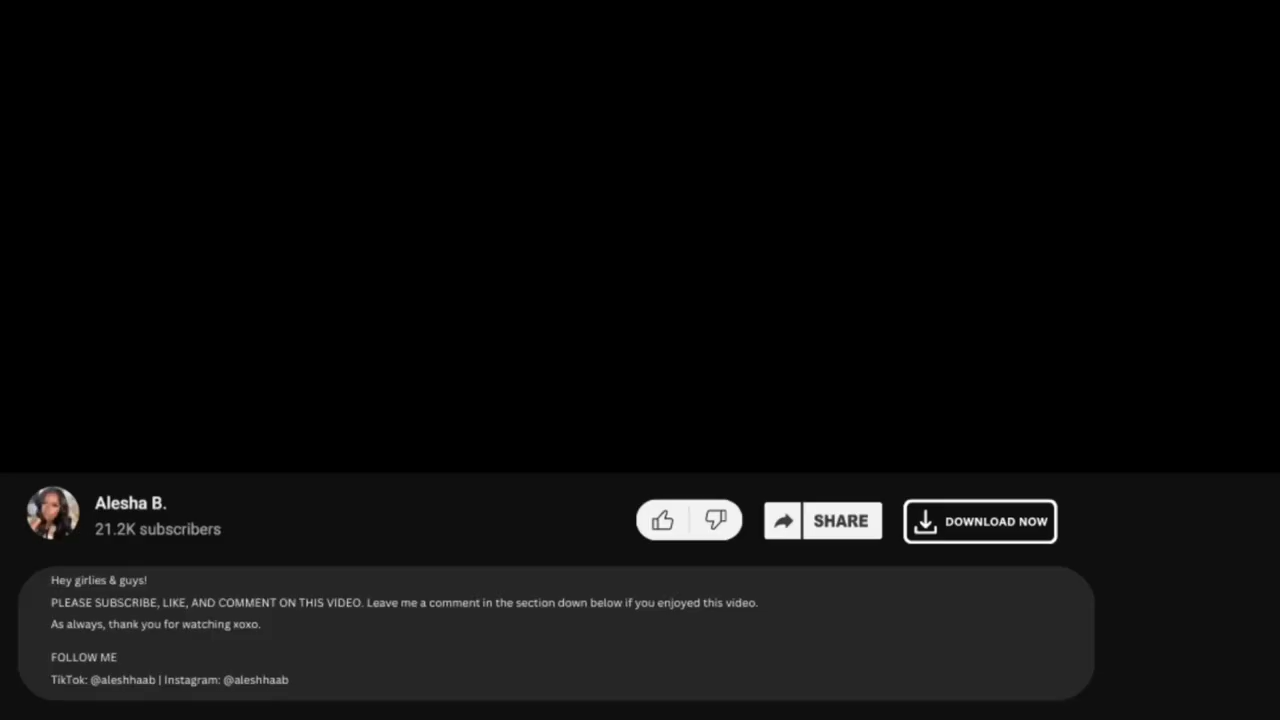 Alesha B.
21.2K subscribers
SHARE
DOWNLOAD NOW
Hey girlies & guys!
PLEASE SUBSCRIBE, LIKE, AND COMMENT ON THIS VIDEO. Leave me a comment in the section down below if you enjoyed this video.
As always, thank you for watching xoxo.
FOLLOW ME
TikTok: @aleshhaab | Instagram: @aleshhaab